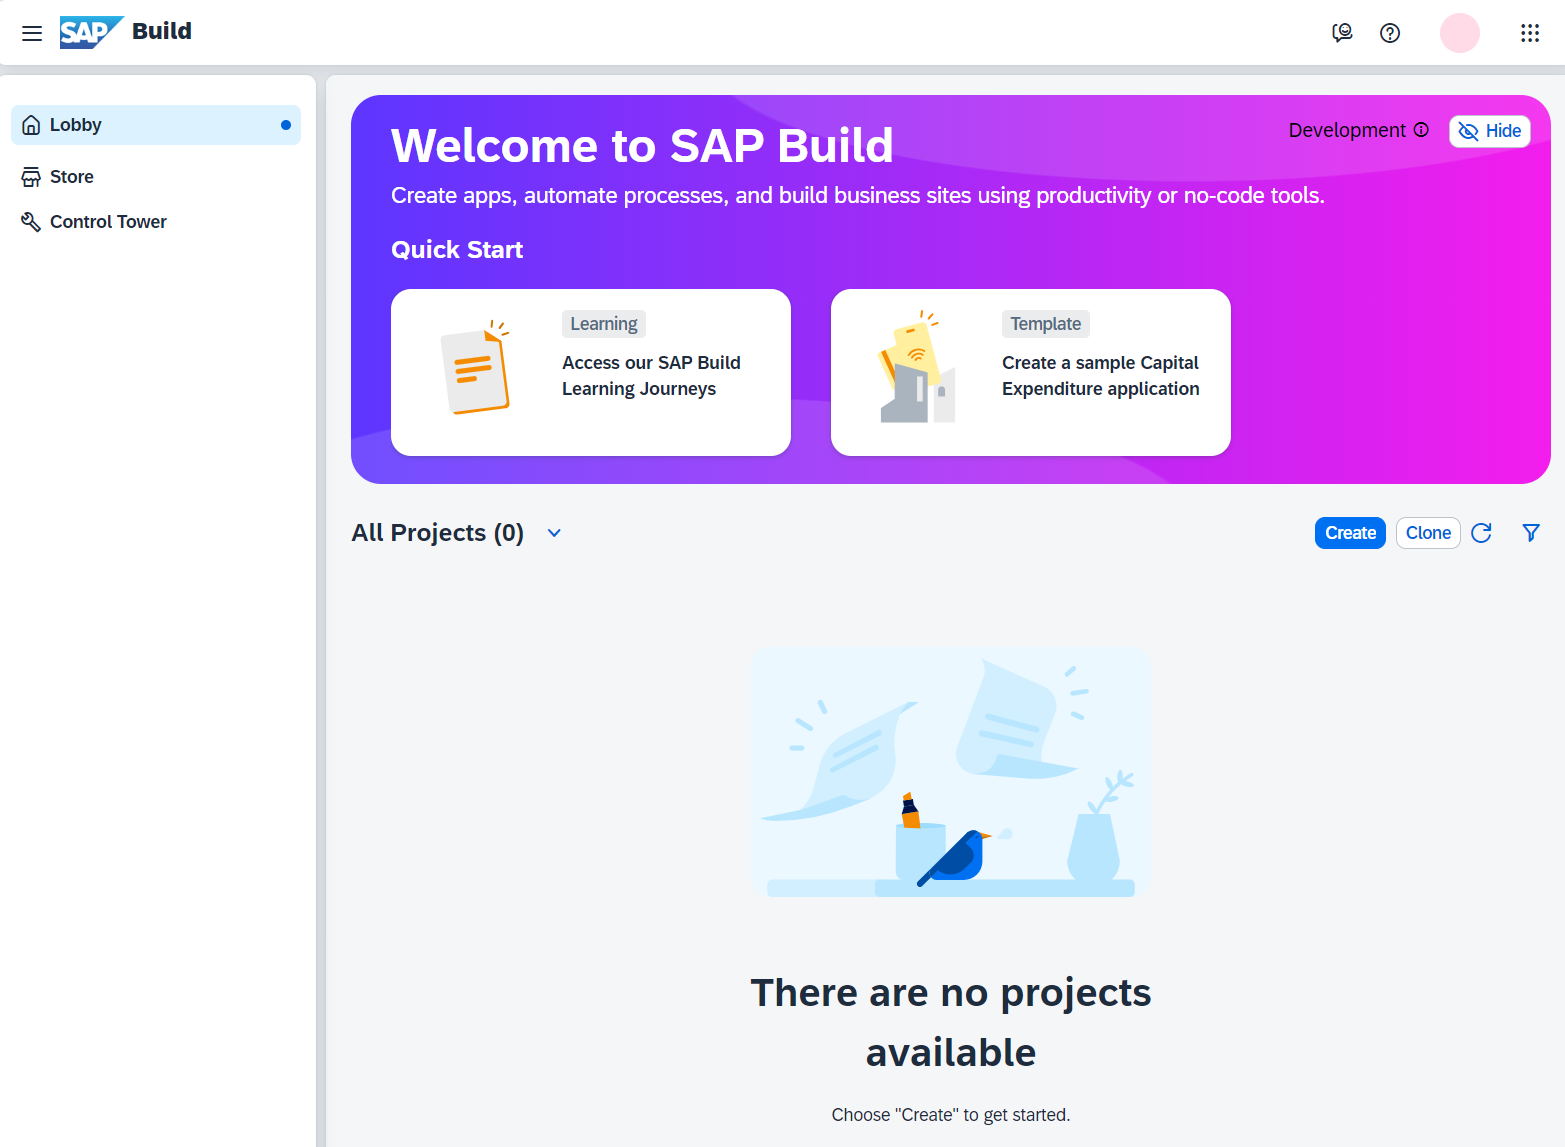 SAP Build
Lobby
Store
Control Tower
Welcome to SAP Build
Development
Hide
Create apps, automate processes, and build business sites using productivity or no-code tools.
Quick Start
Learning
Access our SAP Build
Learning Journeys
Template
Create a sample Capital
Expenditure application
All Projects (0)
Create
Clone
There are no projects
available
Choose "Create" to get started.